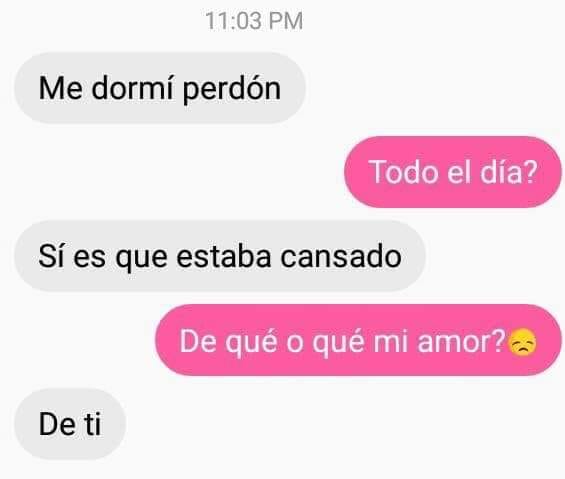 11:03 PM
Me dormí perdón
Todo el día?
Sí es que estaba cansado
De qué o qué mi amor?😞
De ti